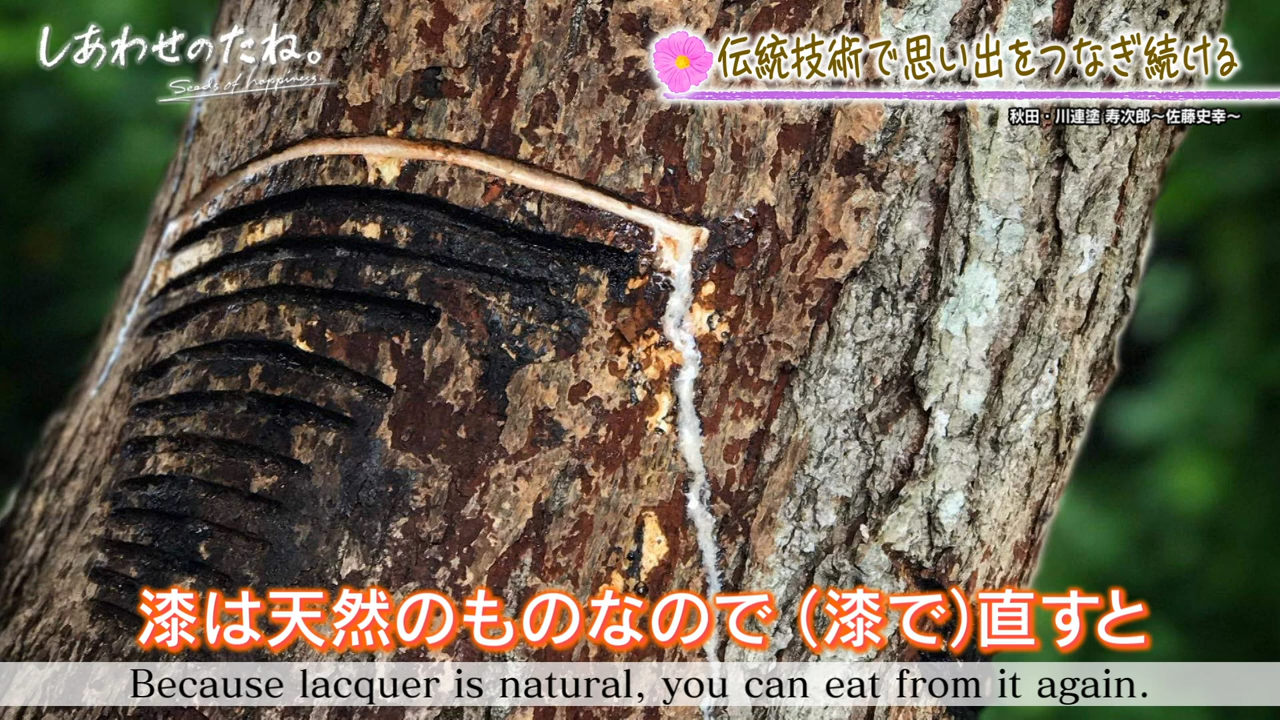 しあわせのたね。
Seeds of happiness.
伝統技術で思い出をつなぎ続ける
秋田・川連塗 寿次郎～佐藤史幸～
漆は天然のものなので（漆で）直すと
Because lacquer is natural, you can eat from it again.